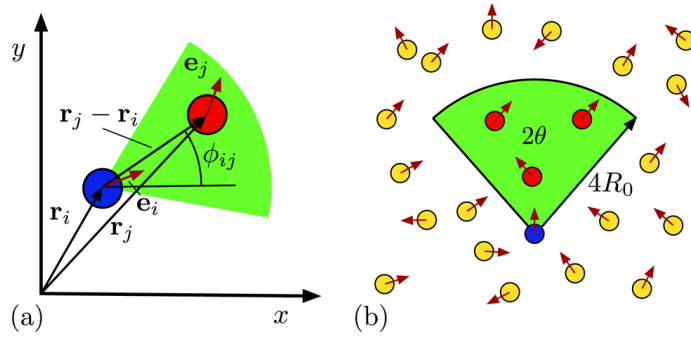 y
e_j
r_j − r_i
ϕ_ij
e_i
r_i
r_j
(a)
x
2θ
4R_0
(b)